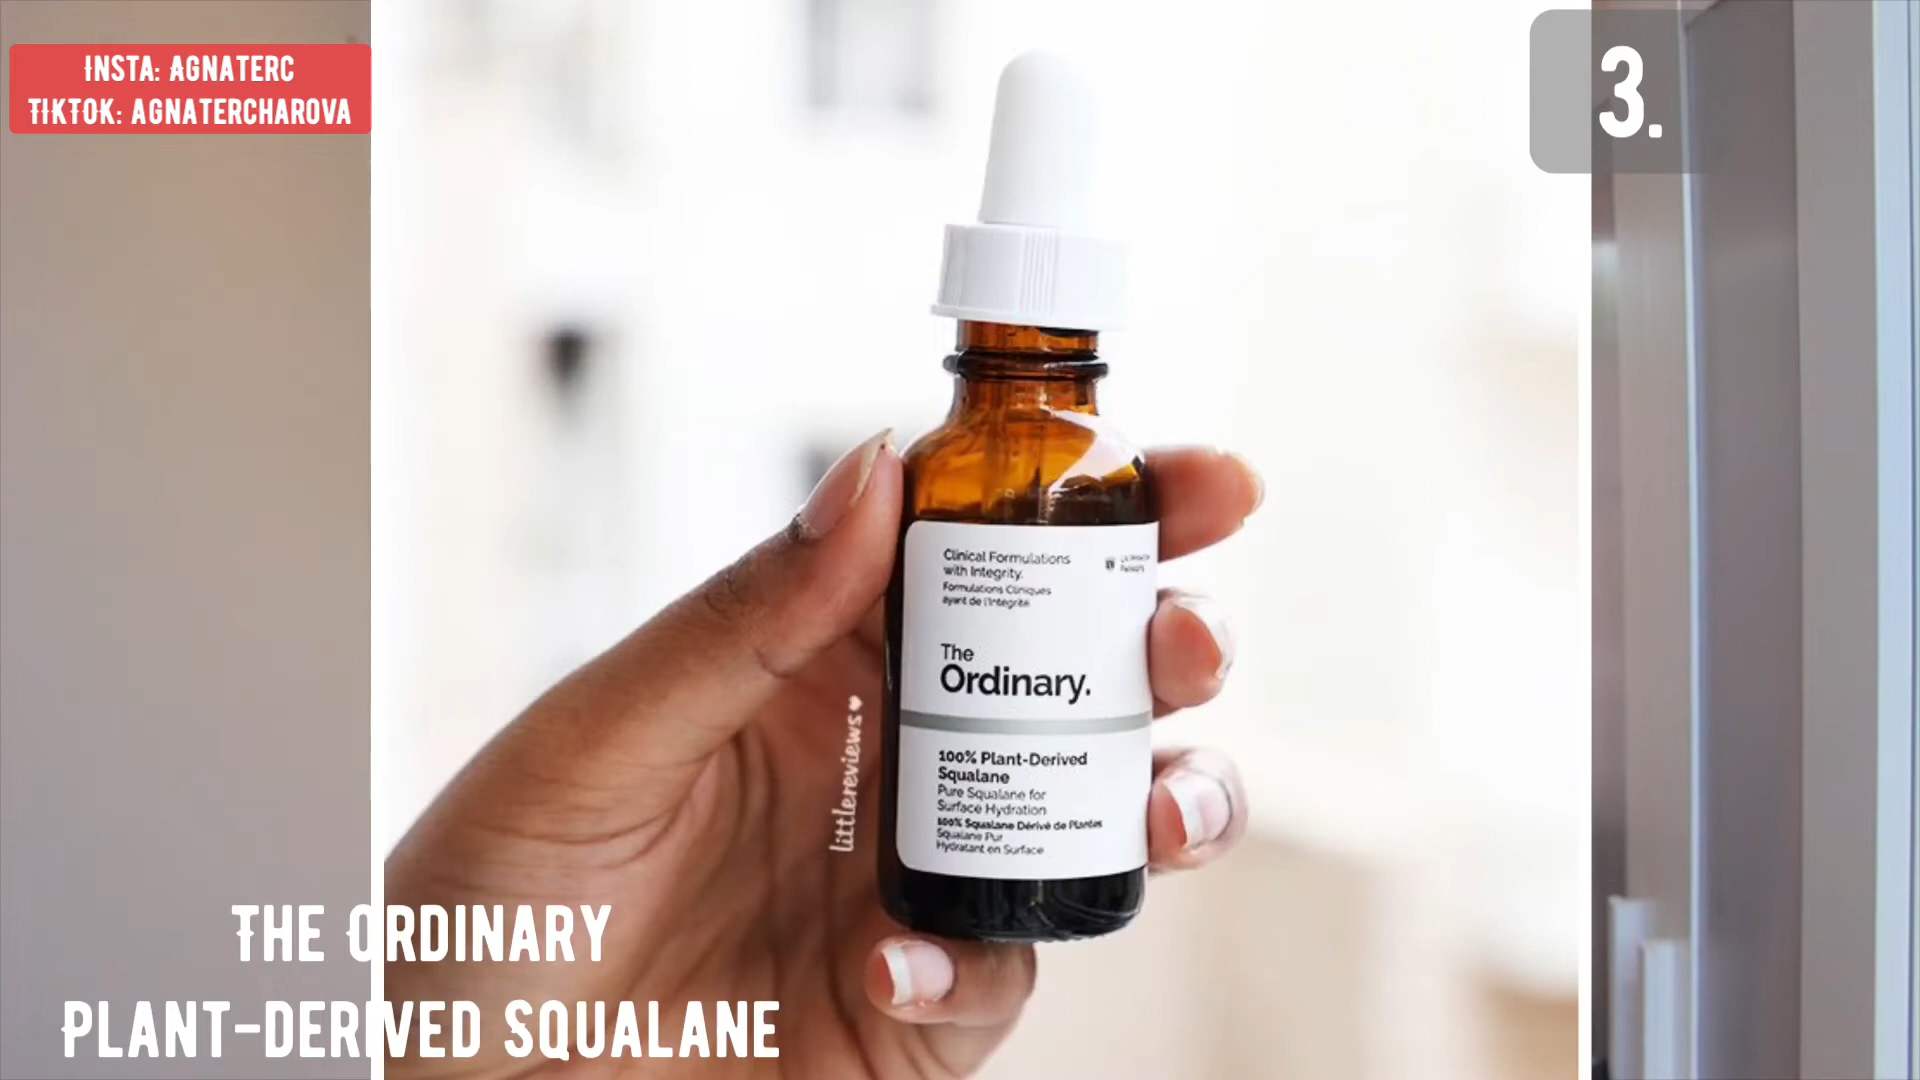 INSTA: AGNATERC
TIKTOK: AGNATERCHAROVA
3.
Clinical Formulations
with Integrity.
Formulations Cliniques
ayant de l'Intégrité
The
Ordinary.
100% Plant-Derived
Squalane
Pure Squalane for
Surface Hydration
100% Squalane Dérivé de Plantes
Squalane Pur
Hydratant en Surface
littlereviews
THE ORDINARY
PLANT-DERIVED SQUALANE